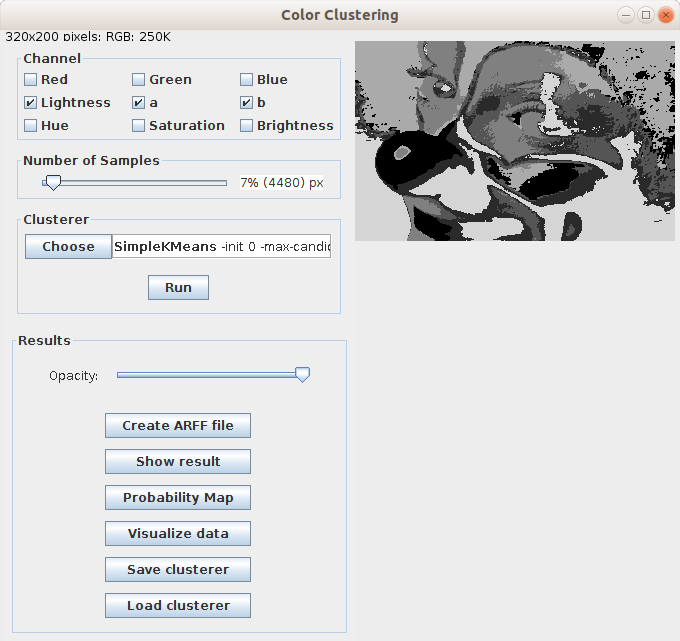 Color Clustering
320x200 pixels: RGB: 250K
Channel
Red Green Blue
Lightness a b
Hue Saturation Brightness
Number of Samples
7% (4480) px
Clusterer
Choose SimpleKMeans -init 0 -max-candid
Run
Results
Opacity:
Create ARFF file
Show result
Probability Map
Visualize data
Save clusterer
Load clusterer